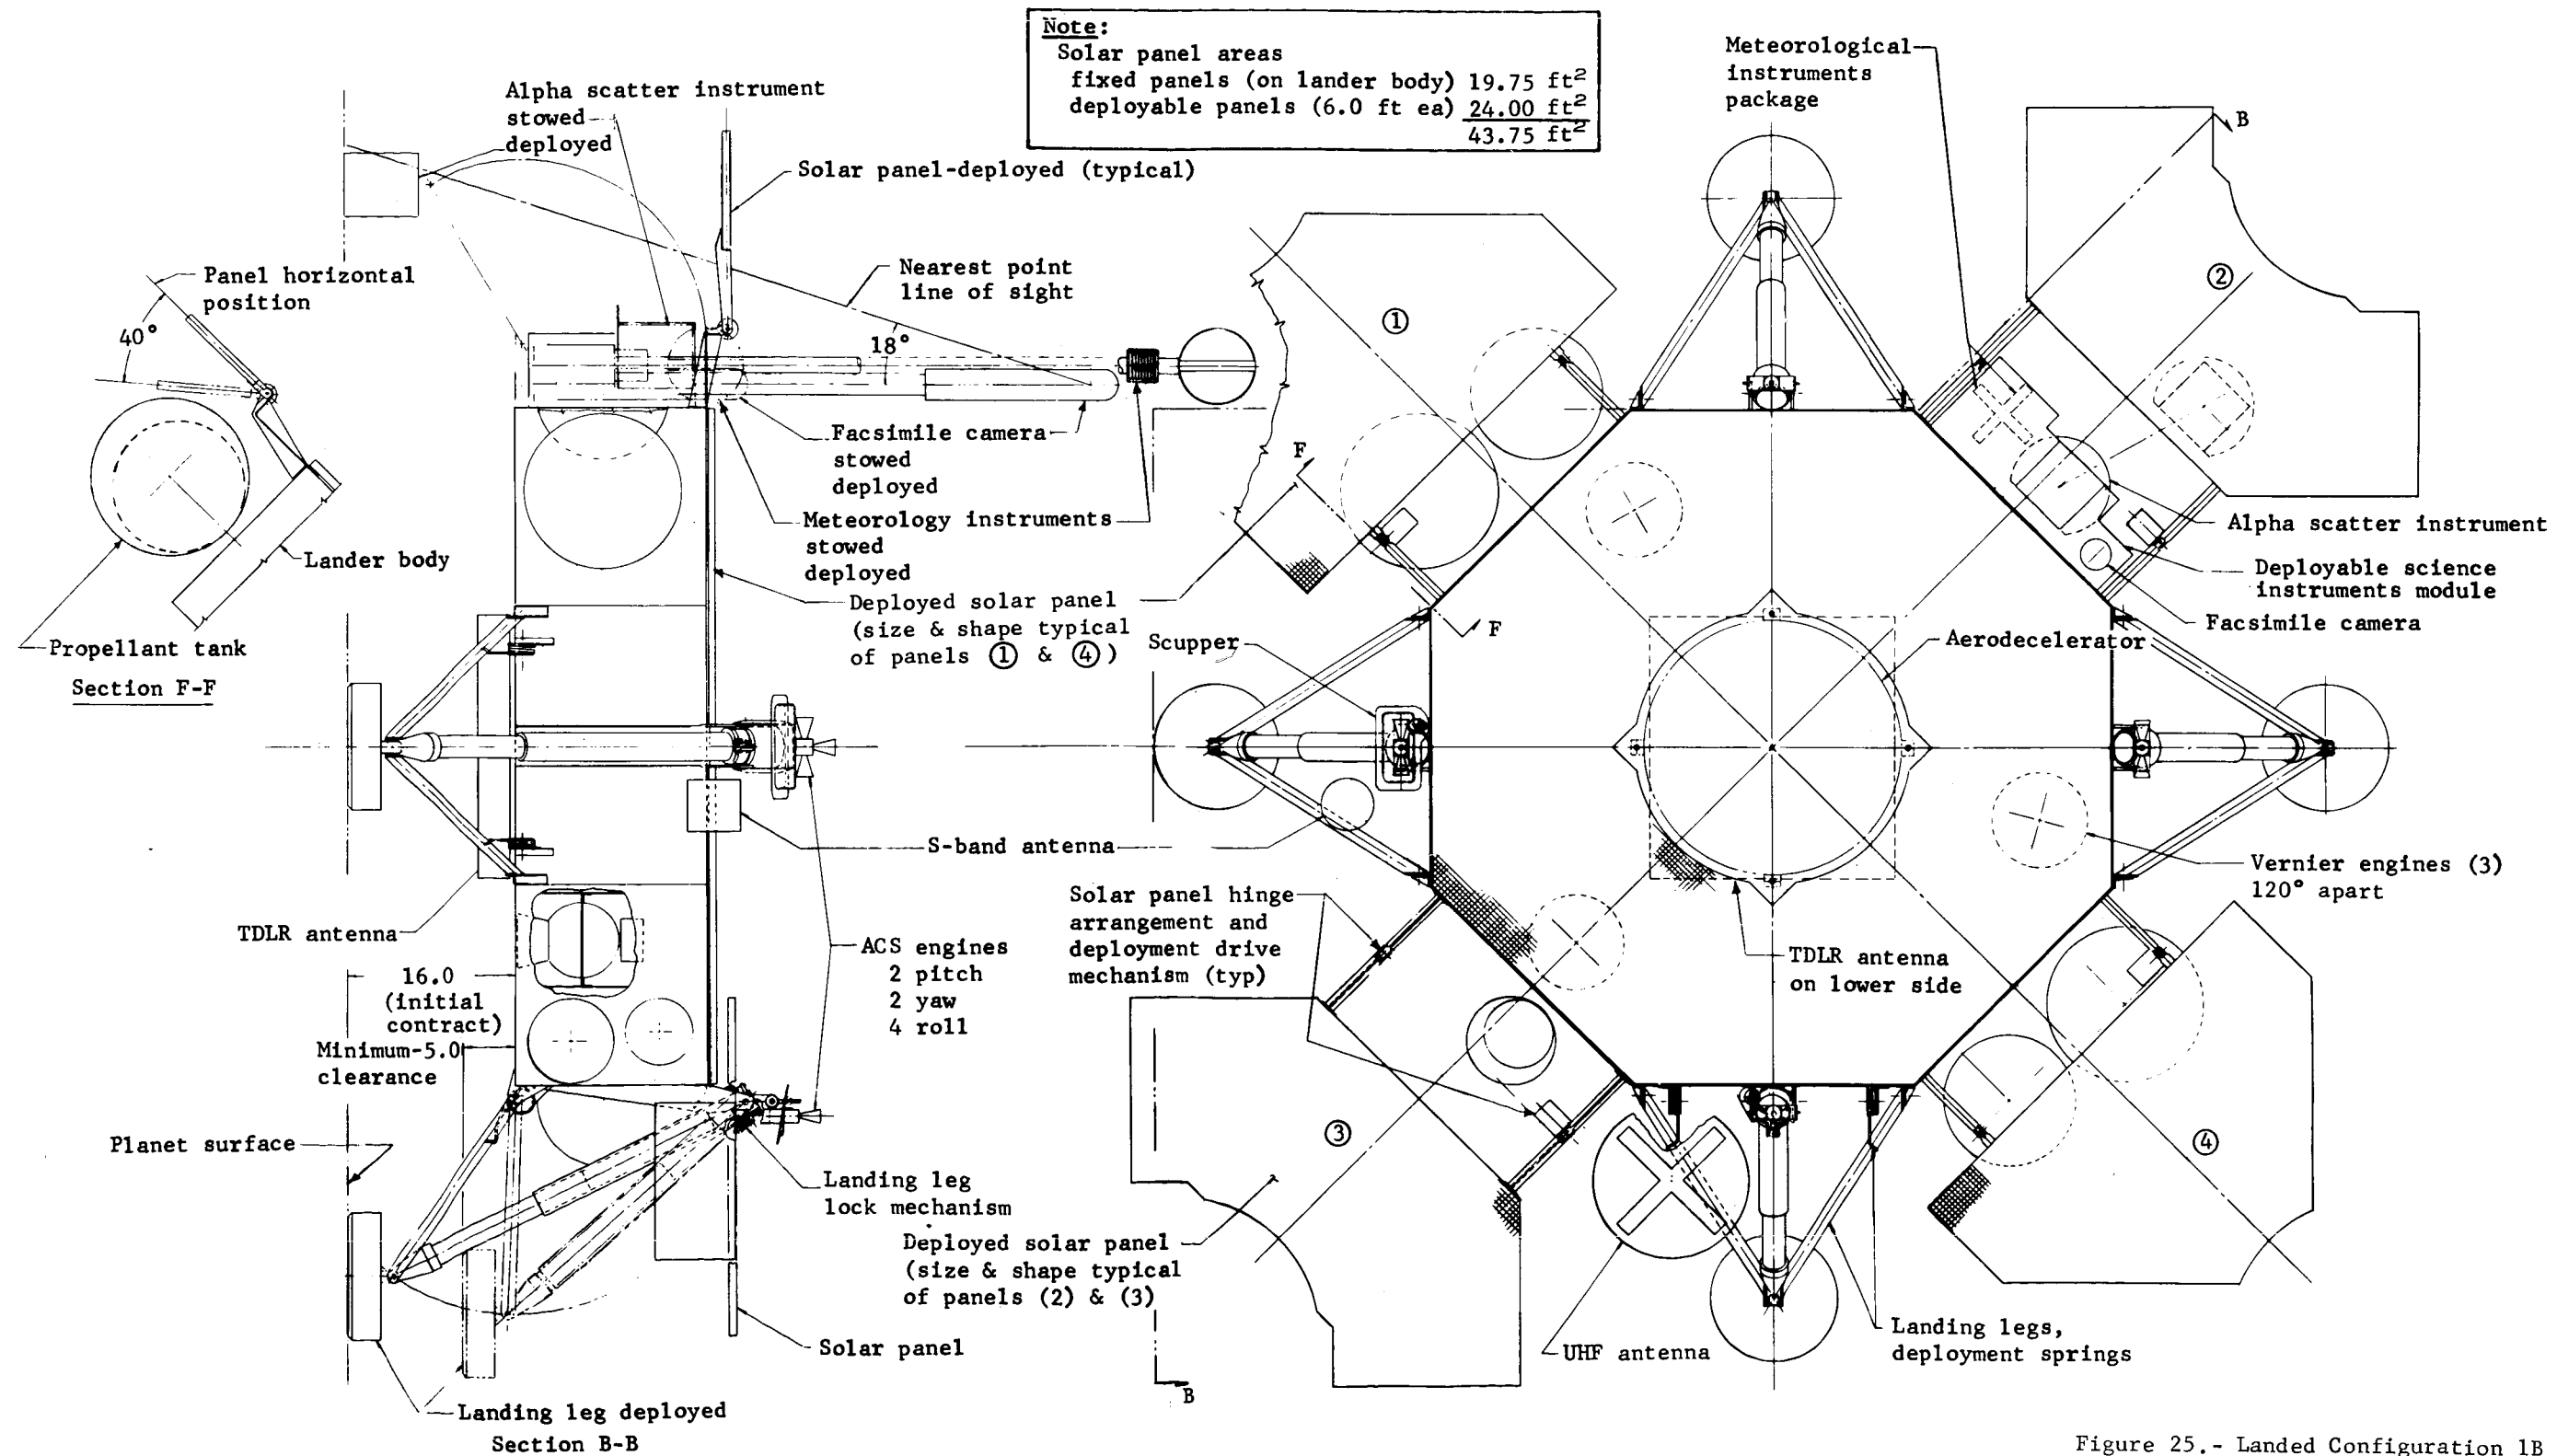 Note:
Solar panel areas
fixed panels (on lander body) 19.75 ft²
deployable panels (6.0 ft ea) 24.00 ft²
43.75 ft²
Alpha scatter instrument
stowed
deployed
Solar panel-deployed (typical)
Nearest point
line of sight
18°
Panel horizontal
position
40°
Lander body
Propellant tank
Section F-F
Facsimile camera
stowed
deployed
Meteorology instruments
stowed
deployed
Deployed solar panel
(size & shape typical
of panels ① & ④)
TDLR antenna
S-band antenna
16.0
(initial
contract)
Minimum-5.0
clearance
ACS engines
2 pitch
2 yaw
4 roll
Planet surface
Landing leg
lock mechanism
Deployed solar panel
(size & shape typical
of panels (2) & (3)
Solar panel
Landing leg deployed
Section B-B
Meteorological
instruments
package
B
①
②
F
F
Scupper
Aerodecelerator
Alpha scatter instrument
Deployable science
instruments module
Facsimile camera
Vernier engines (3)
120° apart
Solar panel hinge
arrangement and
deployment drive
mechanism (typ)
TDLR antenna
on lower side
③
④
UHF antenna
Landing legs,
deployment springs
B
Figure 25.- Landed Configuration 1B